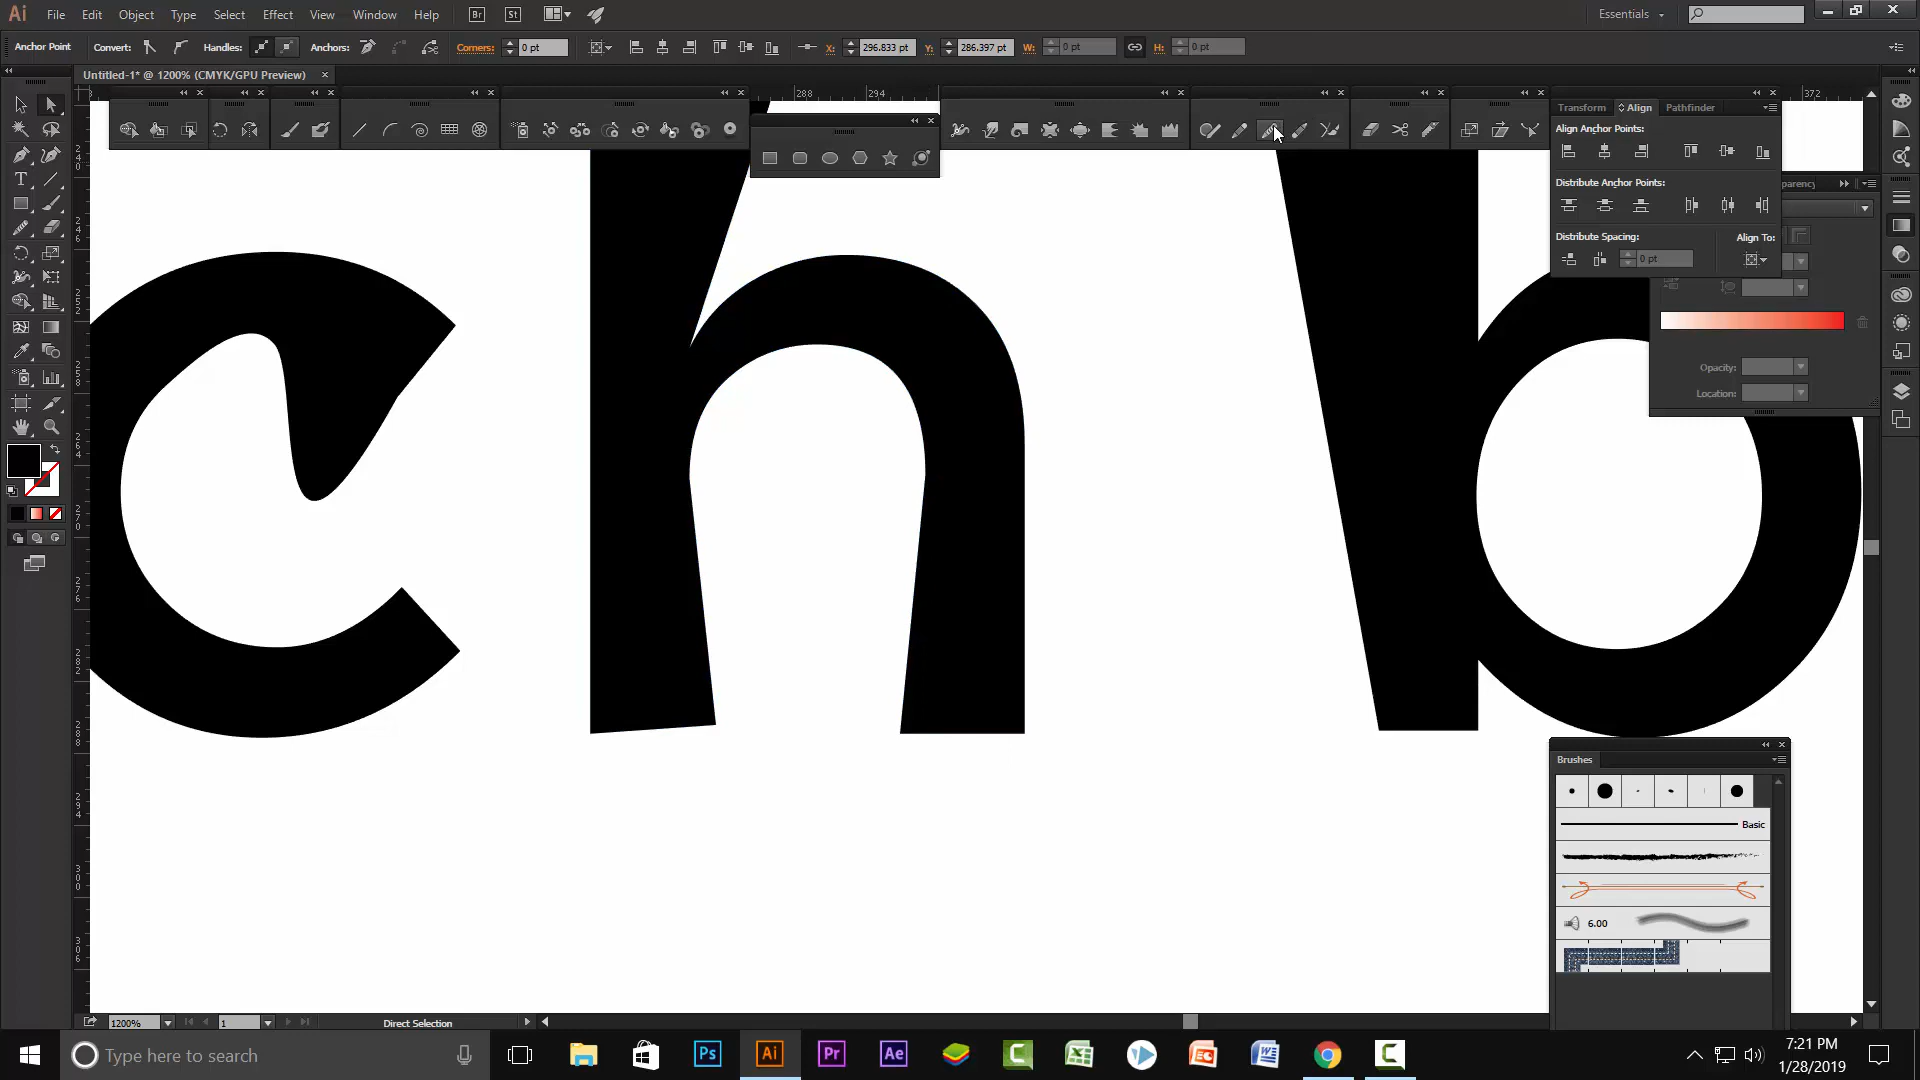 Ai File Edit Object Type Select Effect View Window Help Br St Essentials
Anchor Point Convert: Handles: Anchors: Corners: 0 pt X: 296.833 pt Y: 286.397 pt W: 0 pt H: 0 pt
Untitled-1* @ 1200% (CMYK/GPU Preview)
288 294 372
Transform Align Pathfinder
Align Anchor Points:
Distribute Anchor Points:
parency
Distribute Spacing: Align To:
0 pt
Opacity:
Location:
c h b
Brushes
Basic
6.00
1200% 1 Direct Selection
Type here to search Ps Ai Pr Ae
7:21 PM
1/28/2019